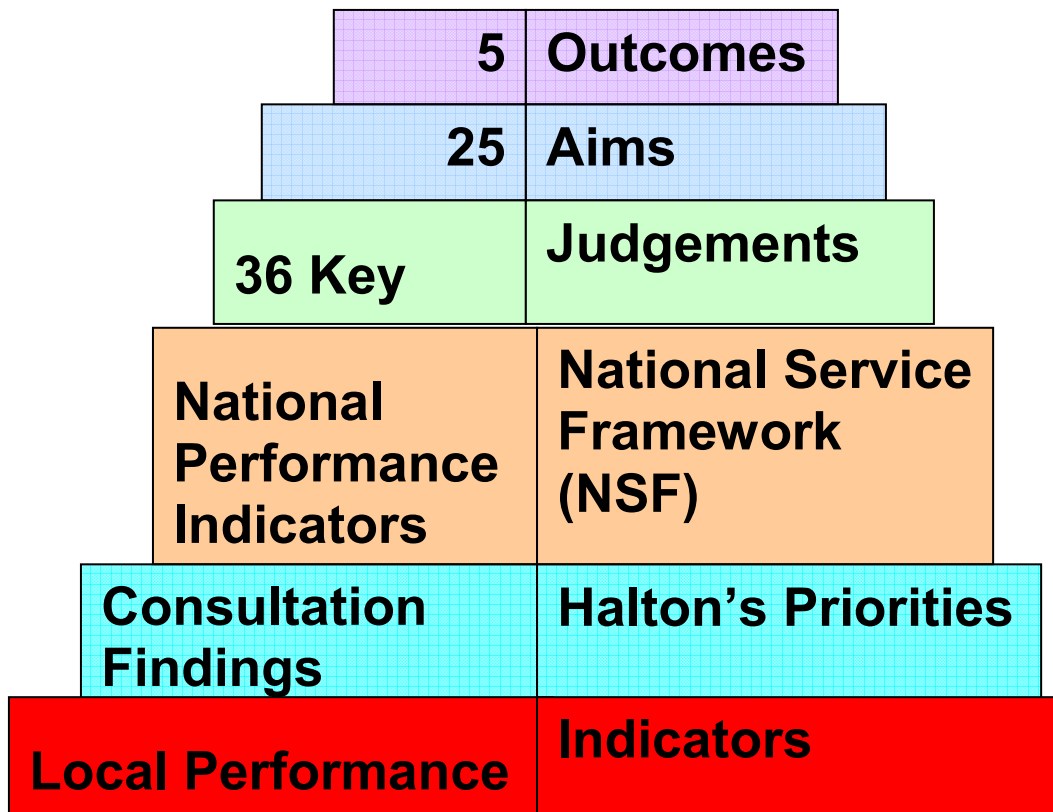 5 Outcomes
25 Aims
36 Key Judgements
National
Performance
Indicators
National Service
Framework
(NSF)
Consultation
Findings
Halton’s Priorities
Local Performance Indicators